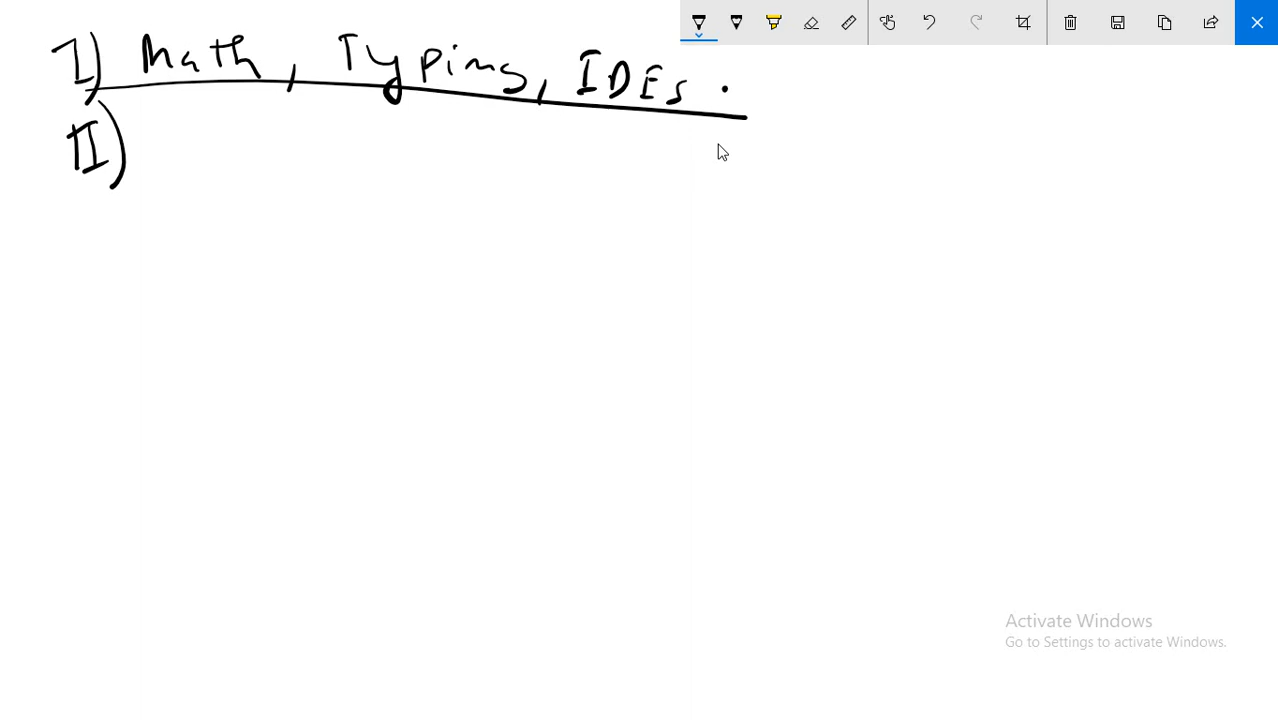 I) Math, Typing, IDEs.
II)
Activate Windows
Go to Settings to activate Windows.